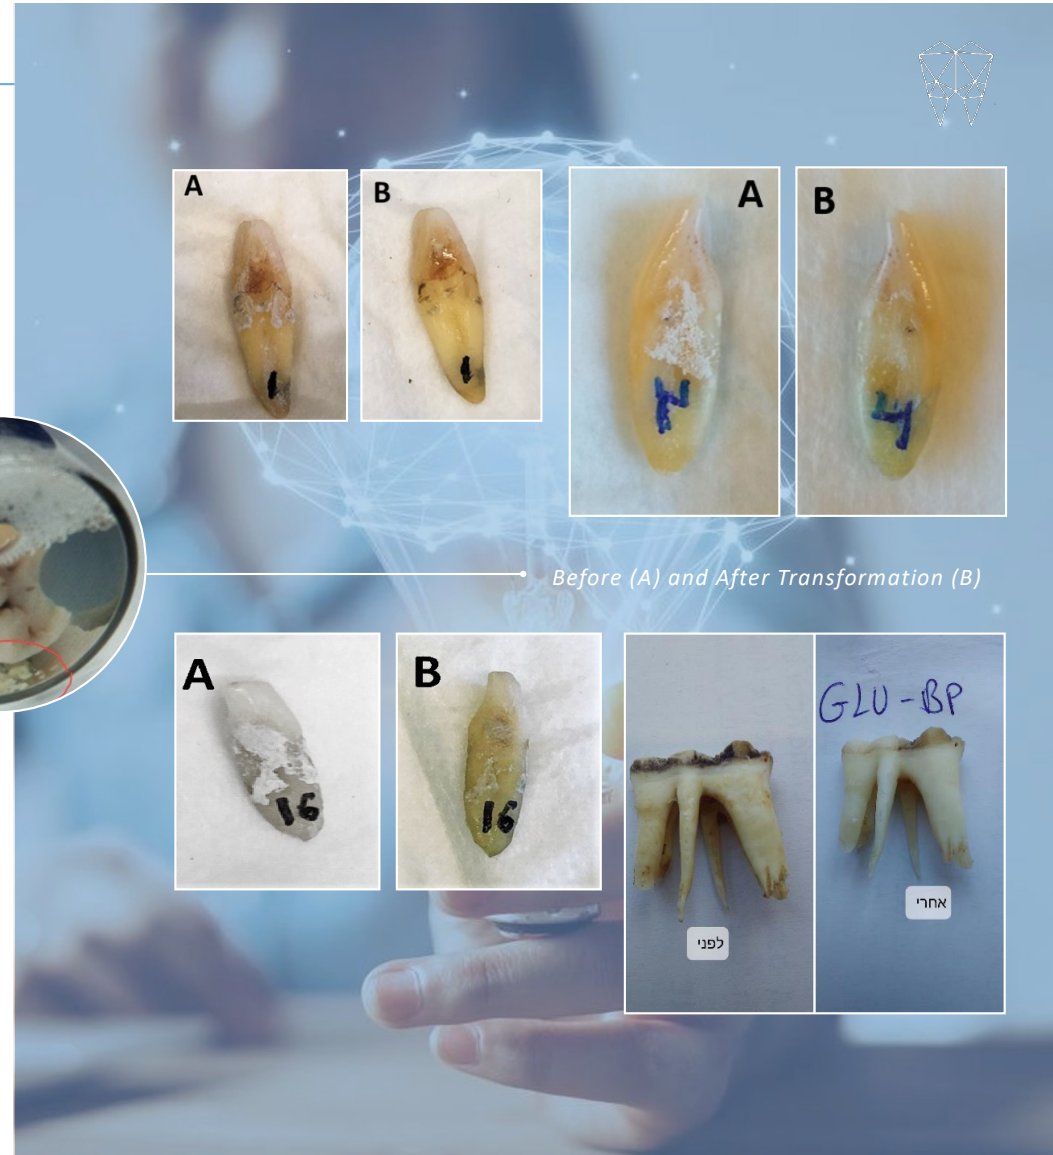 A
B
A
B
1
1
4
4
Before (A) and After Transformation (B)
A
B
16
16
GLU-BP
לפני
אחרי